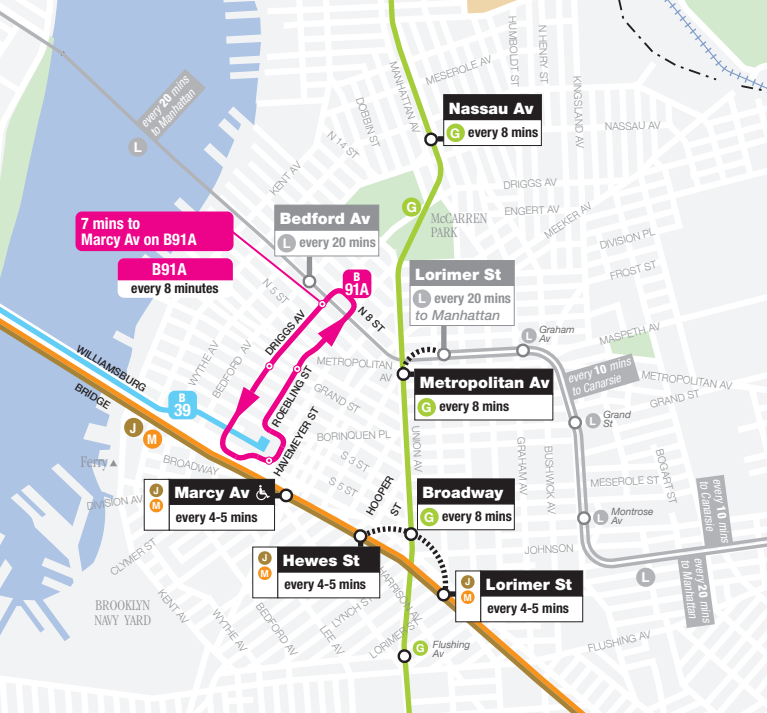 HUMBOLDT ST
N HENRY ST
KINGSLAND AV
MANHATTAN AV
MESEROLE AV
every 20 mins
to Manhattan
L
DOBBIN ST
Nassau Av
G every 8 mins
NASSAU AV
N 14 ST
KENT AV
DRIGGS AV
G
ENGERT AV
MEEKER AV
McCARREN
PARK
7 mins to
Marcy Av on B91A
Bedford Av
L every 20 mins
DIVISION PL
B91A
every 8 minutes
B
91A
Lorimer St
L every 20 mins
to Manhattan
FROST ST
N 5 ST
N 8 ST
DRIGGS AV
L
Graham
Av
MASPETH AV
WYTHE AV
BEDFORD AV
METROPOLITAN
AV
WILLIAMSBURG
BRIDGE
every 10 mins
to Canarsie
METROPOLITAN AV
Metropolitan Av
G every 8 mins
ROEBLING ST
GRAND ST
GRAND ST
B
39
L
Grand
St
HAVEMEYER ST
J
M
BORINQUEN PL
UNION AV
GRAHAM AV
BUSHWICK AV
BOGART ST
Ferry
BROADWAY
S 3 ST
S 5 ST
MESEROLE ST
every 10 mins
to Canarsie
J
M
Marcy Av
every 4-5 mins
HOOPER
ST
Broadway
G every 8 mins
L
Montrose
Av
DIVISION AV
JOHNSON
CLYMER ST
J
M
Hewes St
every 4-5 mins
L
every 20 mins
to Manhattan
J
M
Lorimer St
every 4-5 mins
BROOKLYN
NAVY YARD
KENT AV
WYTHE AV
BEDFORD AV
LEE AV
LYNCH ST
HARRISON AV
LORIMER ST
G
Flushing
Av
FLUSHING AV